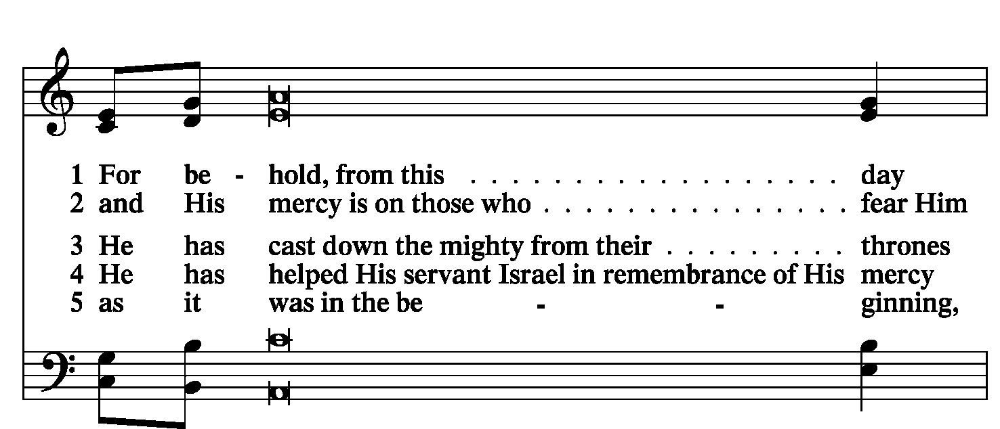 1 For be - hold, from this . . . . . . . . . . . . . . . . . . day
2 and His mercy is on those who . . . . . . . . . . . . . . . fear Him
3 He has cast down the mighty from their . . . . . . . . . thrones
4 He has helped His servant Israel in remembrance of His mercy
5 as it was in the be - - ginning,